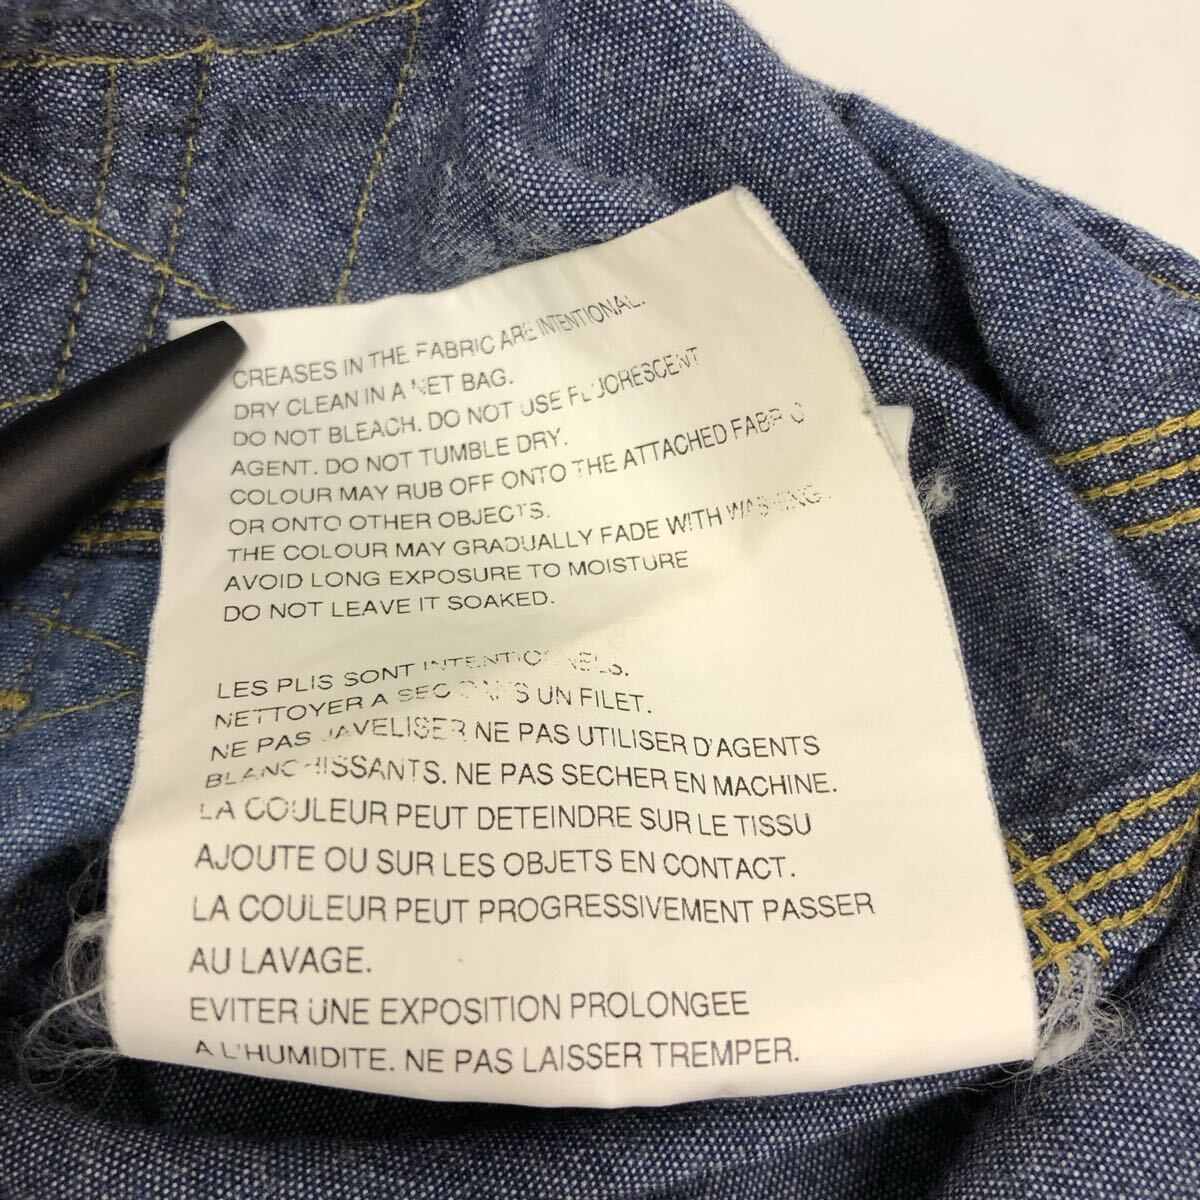 CREASES IN THE FABRIC ARE INTENTIONAL.
DRY CLEAN IN A NET BAG.
DO NOT BLEACH. DO NOT USE FLUORESCENT
AGENT. DO NOT TUMBLE DRY.
COLOUR MAY RUB OFF ONTO THE ATTACHED FABRIC
OR ONTO OTHER OBJECTS.
THE COLOUR MAY GRADUALLY FADE WITH WASHING.
AVOID LONG EXPOSURE TO MOISTURE
DO NOT LEAVE IT SOAKED.
LES PLIS SONT INTENTIONNELS.
NETTOYER A SEC DANS UN FILET.
NE PAS JAVELISER NE PAS UTILISER D'AGENTS
BLANCHISSANTS. NE PAS SECHER EN MACHINE.
LA COULEUR PEUT DETEINDRE SUR LE TISSU
AJOUTE OU SUR LES OBJETS EN CONTACT.
LA COULEUR PEUT PROGRESSIVEMENT PASSER
AU LAVAGE.
EVITER UNE EXPOSITION PROLONGEE
A L'HUMIDITE. NE PAS LAISSER TREMPER.